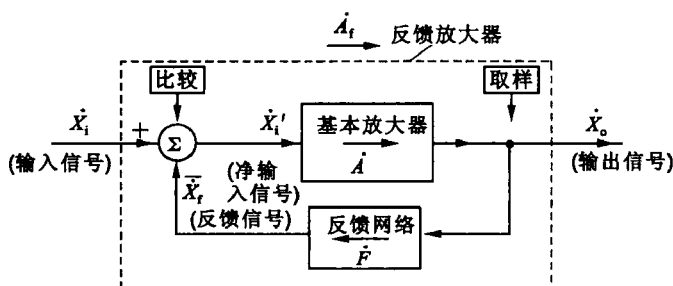 Ȧf
反馈放大器
比较
取样
Ẋi
+
Σ
Ẋi′
基本放大器
Ȧ
Ẋo
(输入信号)
(输出信号)
−
Ẋf
(净输
入信号)
(反馈信号)
反馈网络
Ḟ